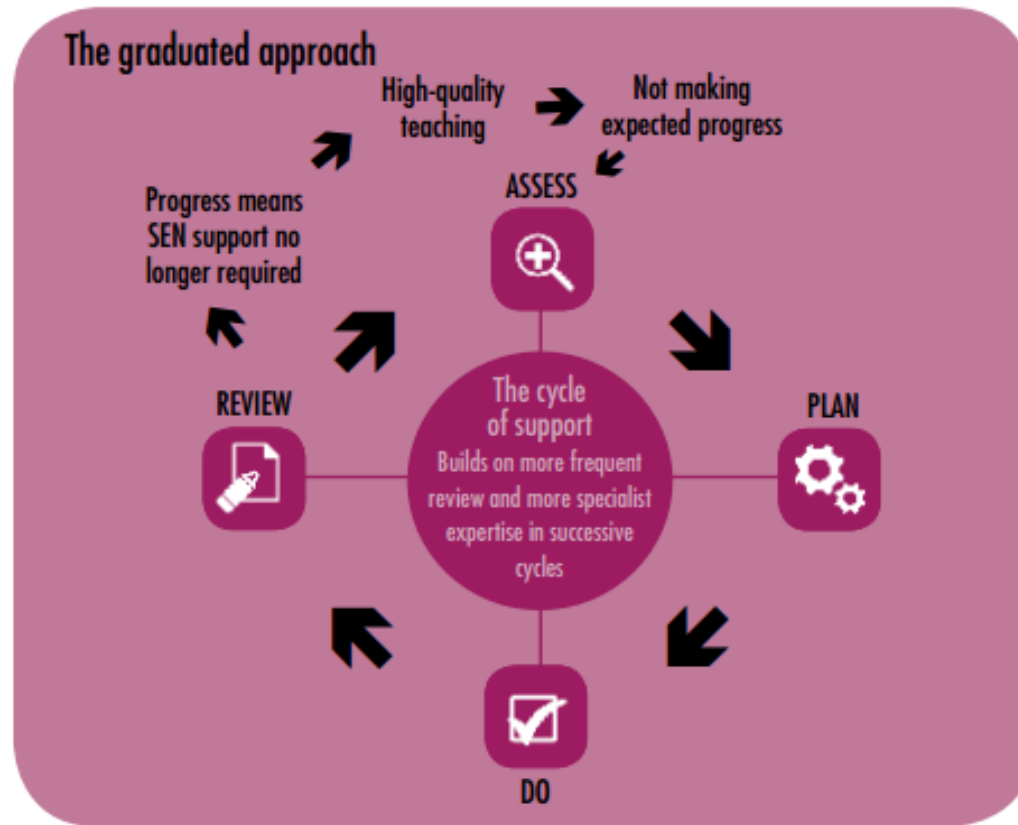 The graduated approach
High-quality
teaching
Not making
expected progress
Progress means
SEN support no
longer required
ASSESS
REVIEW
The cycle
of support
Builds on more frequent
review and more specialist
expertise in successive
cycles
PLAN
DO